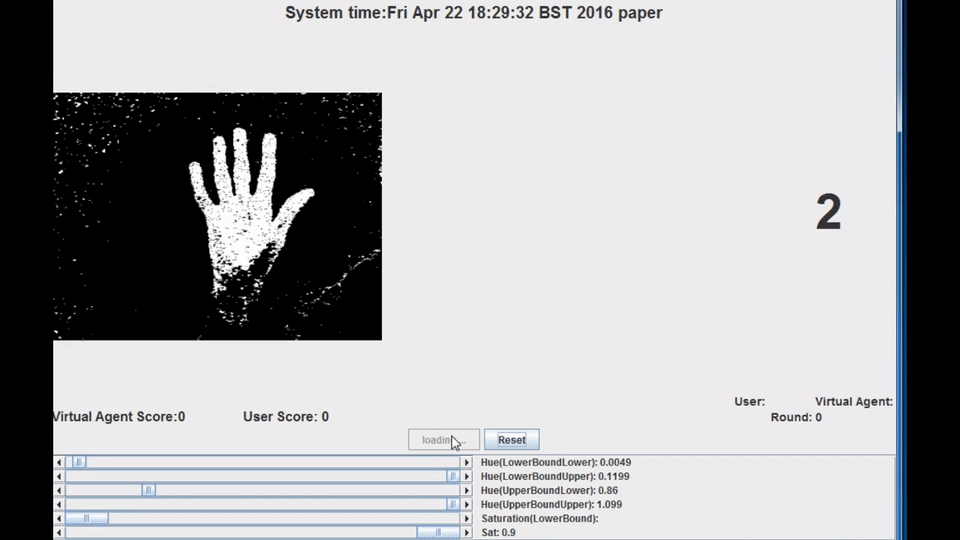 System time:Fri Apr 22 18:29:32 BST 2016 paper
2
User: Virtual Agent:
Virtual Agent Score:0 User Score: 0 Round: 0
Reset
Hue(LowerBoundLower): 0.0049
Hue(LowerBoundUpper): 0.1199
Hue(UpperBoundLower): 0.86
Hue(UpperBoundUpper): 1.099
Saturation(LowerBound):
Sat: 0.9